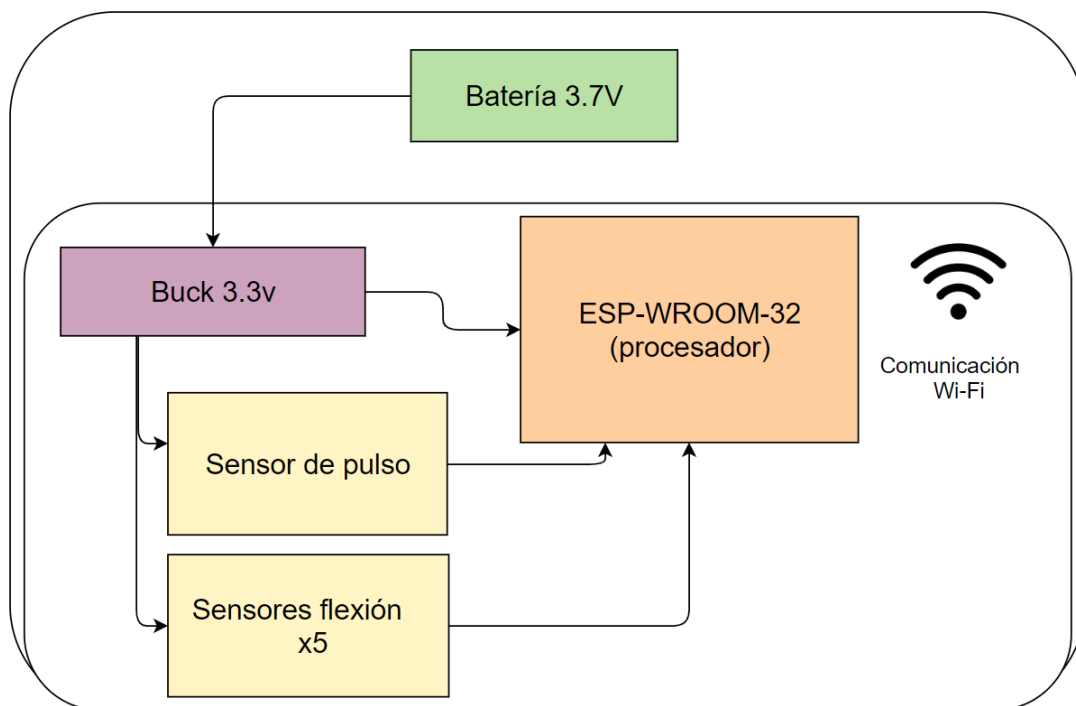 Batería 3.7V
Buck 3.3v
ESP-WROOM-32
(procesador)
Comunicación
Wi-Fi
Sensor de pulso
Sensores flexión
x5